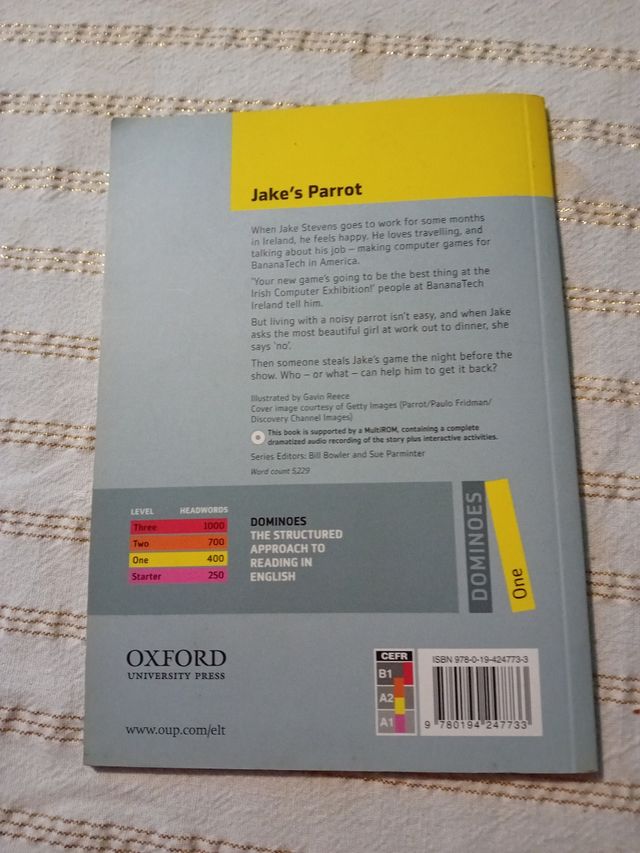 Jake's Parrot
When Jake Stevens goes to work for some months
in Ireland, he feels happy. He loves travelling, and
talking about his job – making computer games for
BananaTech in America.
'Your new game's going to be the best thing at the
Irish Computer Exhibition!' people at BananaTech
Ireland tell him.
But living with a noisy parrot isn't easy, and when Jake
asks the most beautiful girl at work out to dinner, she
says 'no'.
Then someone steals Jake's game the night before the
show. Who – or what – can help him to get it back?
Illustrated by Gavin Reece
Cover image courtesy of Getty Images (Parrot/Paulo Fridman/
Discovery Channel Images)
This book is supported by a MultiROM, containing a complete
dramatized audio recording of the story plus interactive activities.
Series Editors: Bill Bowler and Sue Parminter
Word count 5,229
LEVEL HEADWORDS
Three 1000
Two 700
One 400
Starter 250
DOMINOES
THE STRUCTURED
APPROACH TO
READING IN
ENGLISH
DOMINOES
One
OXFORD
UNIVERSITY PRESS
www.oup.com/elt
CEFR
B1
A2
A1
ISBN 978-0-19-424773-3
9 780194 247733